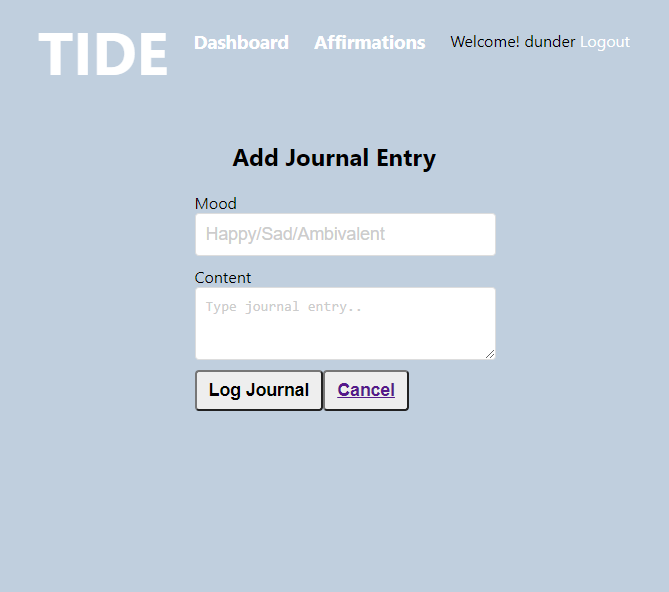 TIDE Dashboard Affirmations Welcome! dunder Logout
Add Journal Entry
Mood
Happy/Sad/Ambivalent
Content
Type journal entry..
Log Journal Cancel